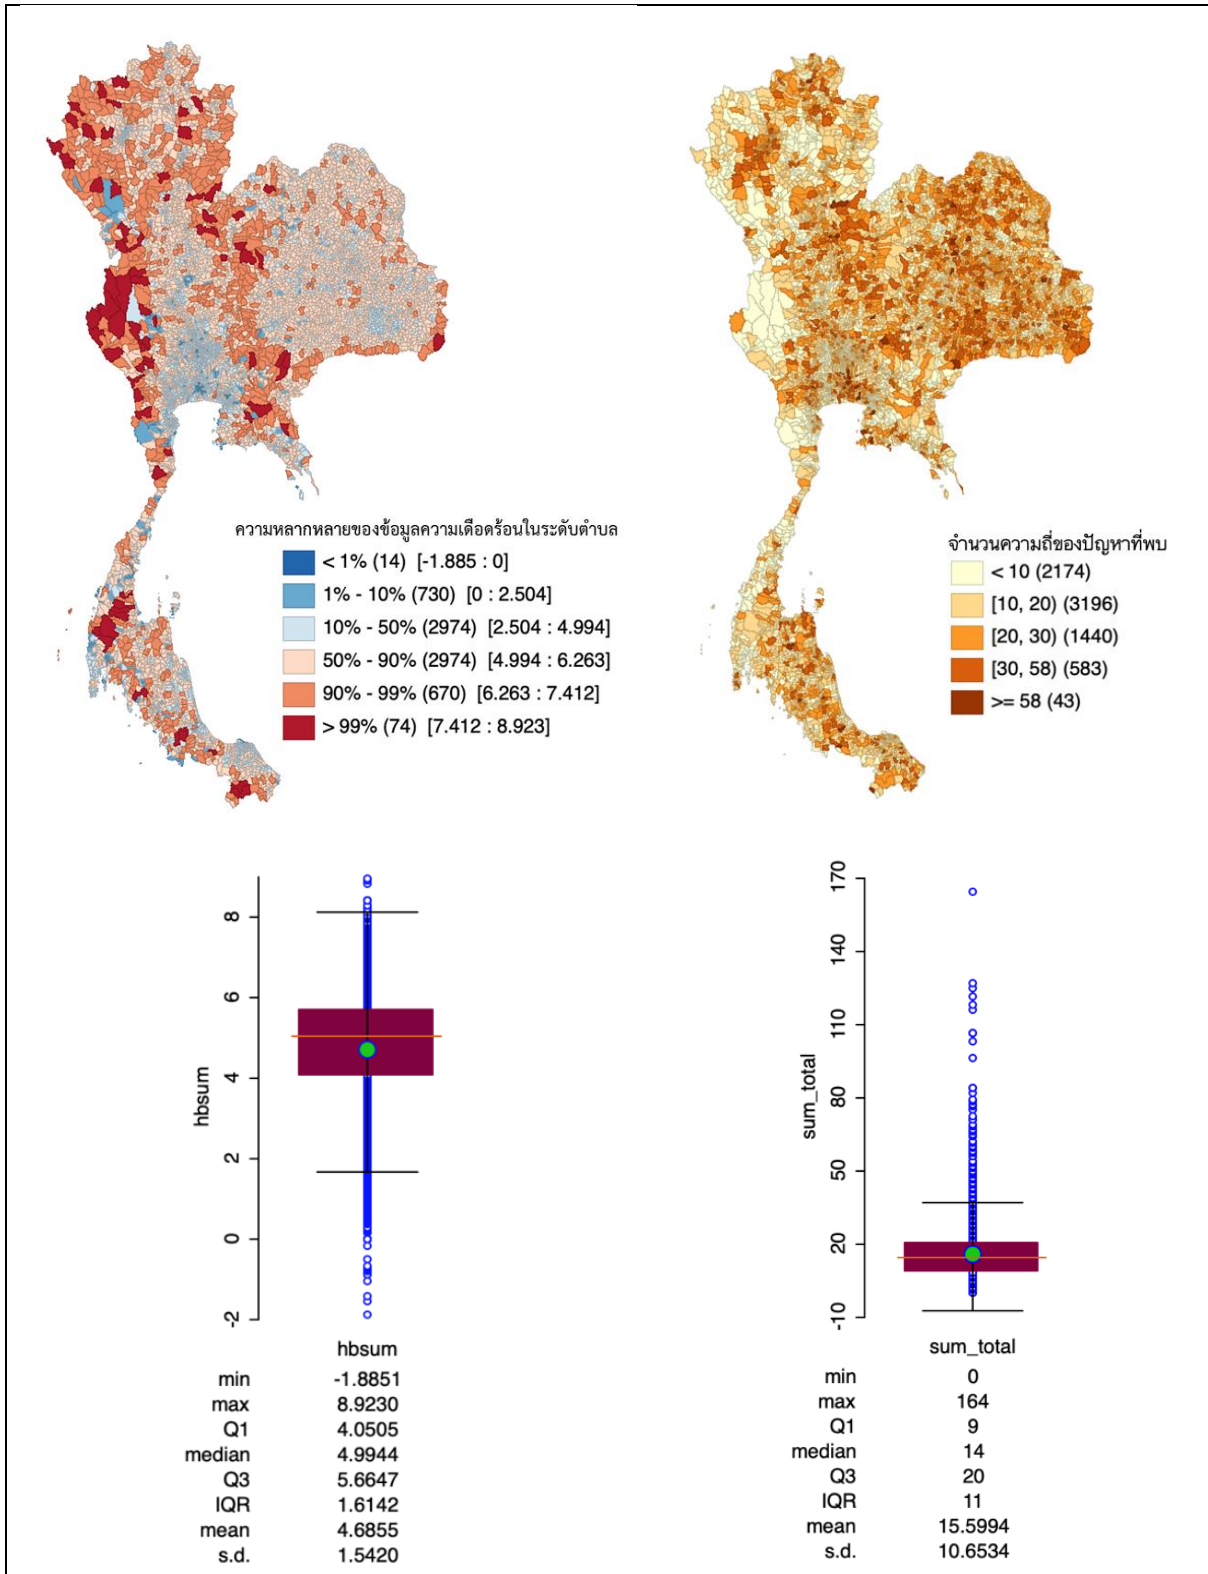 ความหลากหลายของข้อมูลความเดือดร้อนในระดับตำบล
< 1% (14) [-1.885 : 0]
1% - 10% (730) [0 : 2.504]
10% - 50% (2974) [2.504 : 4.994]
50% - 90% (2974) [4.994 : 6.263]
90% - 99% (670) [6.263 : 7.412]
> 99% (74) [7.412 : 8.923]
จำนวนความถี่ของปัญหาที่พบ
< 10 (2174)
[10, 20) (3196)
[20, 30) (1440)
[30, 58) (583)
>= 58 (43)
hbsum
8
6
4
2
0
-2
hbsum
min -1.8851
max 8.9230
Q1 4.0505
median 4.9944
Q3 5.6647
IQR 1.6142
mean 4.6855
s.d. 1.5420
sum_total
170
140
110
80
50
20
-10
sum_total
min 0
max 164
Q1 9
median 14
Q3 20
IQR 11
mean 15.5994
s.d. 10.6534